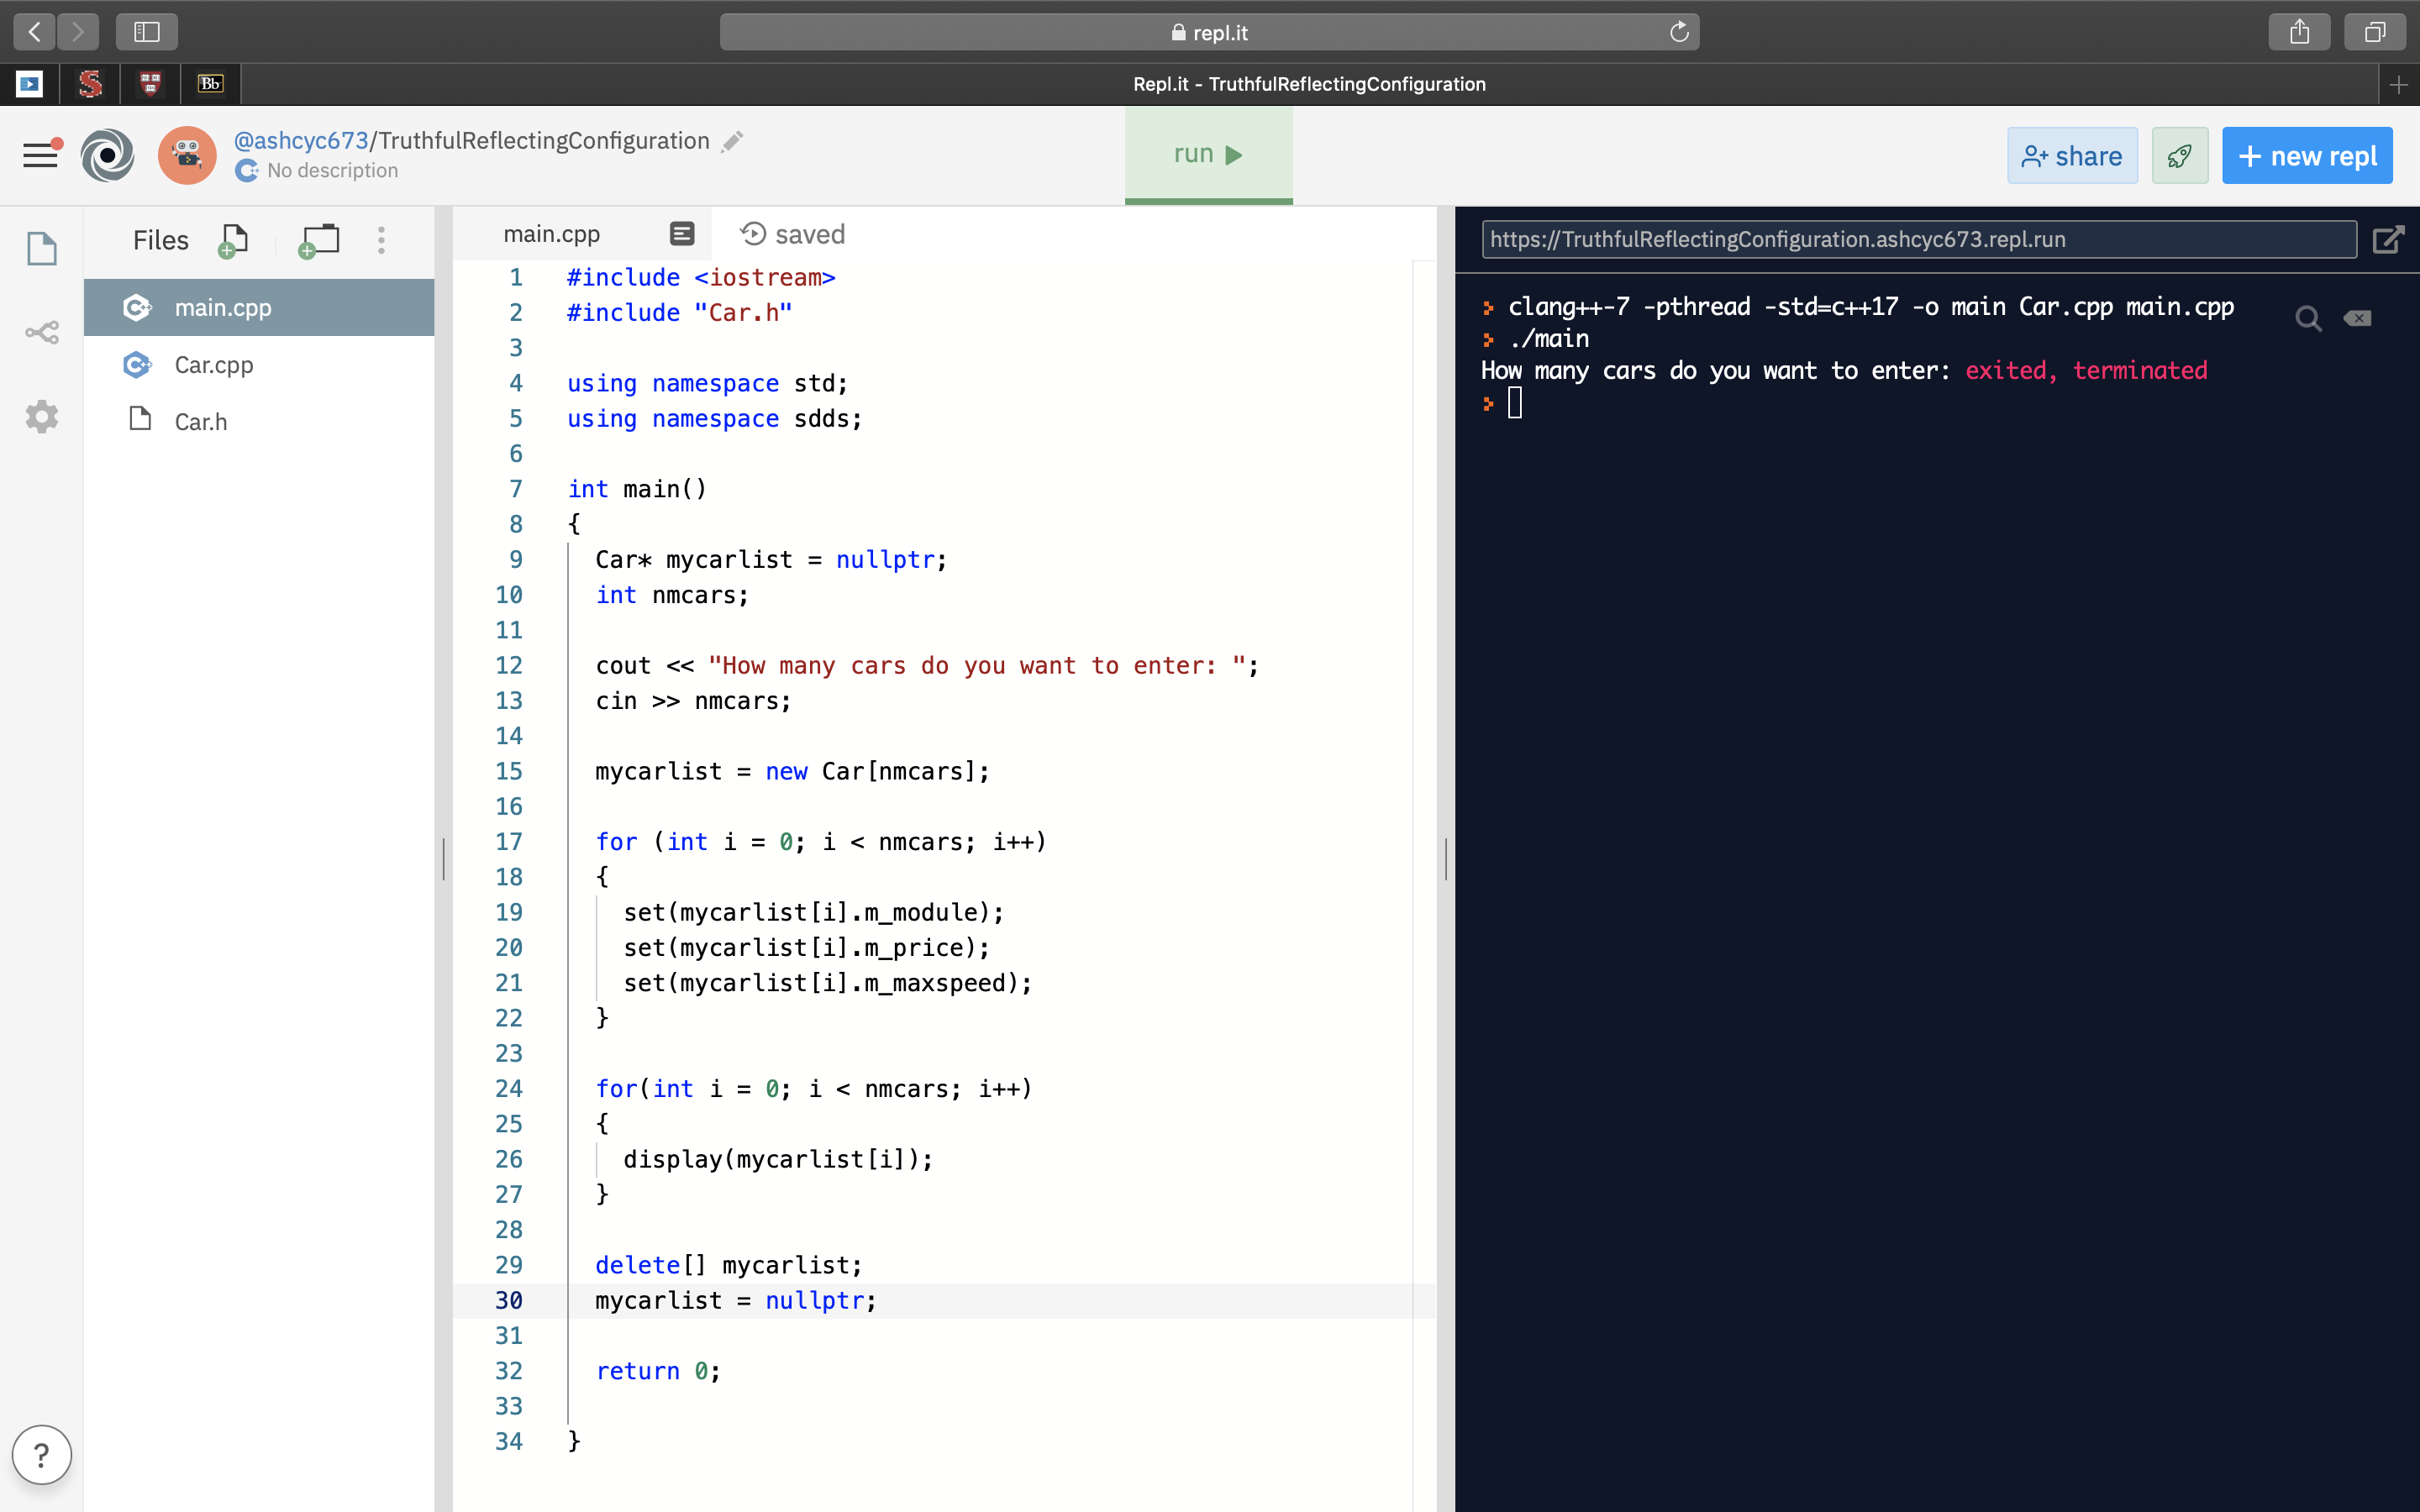 repl.it
S
Bb
Repl.it - TruthfulReflectingConfiguration
@ashcyc673/TruthfulReflectingConfiguration
No description
run
share
+ new repl
Files
main.cpp
Car.cpp
Car.h
main.cpp
saved
1 #include <iostream>
2 #include "Car.h"
3
4 using namespace std;
5 using namespace sdds;
6
7 int main()
8 {
9 Car* mycarlist = nullptr;
10 int nmcars;
11
12 cout << "How many cars do you want to enter: ";
13 cin >> nmcars;
14
15 mycarlist = new Car[nmcars];
16
17 for (int i = 0; i < nmcars; i++)
18 {
19 set(mycarlist[i].m_module);
20 set(mycarlist[i].m_price);
21 set(mycarlist[i].m_maxspeed);
22 }
23
24 for(int i = 0; i < nmcars; i++)
25 {
26 display(mycarlist[i]);
27 }
28
29 delete[] mycarlist;
30 mycarlist = nullptr;
31
32 return 0;
33
34 }
https://TruthfulReflectingConfiguration.ashcyc673.repl.run
clang++-7 -pthread -std=c++17 -o main Car.cpp main.cpp
./main
How many cars do you want to enter: exited, terminated
?